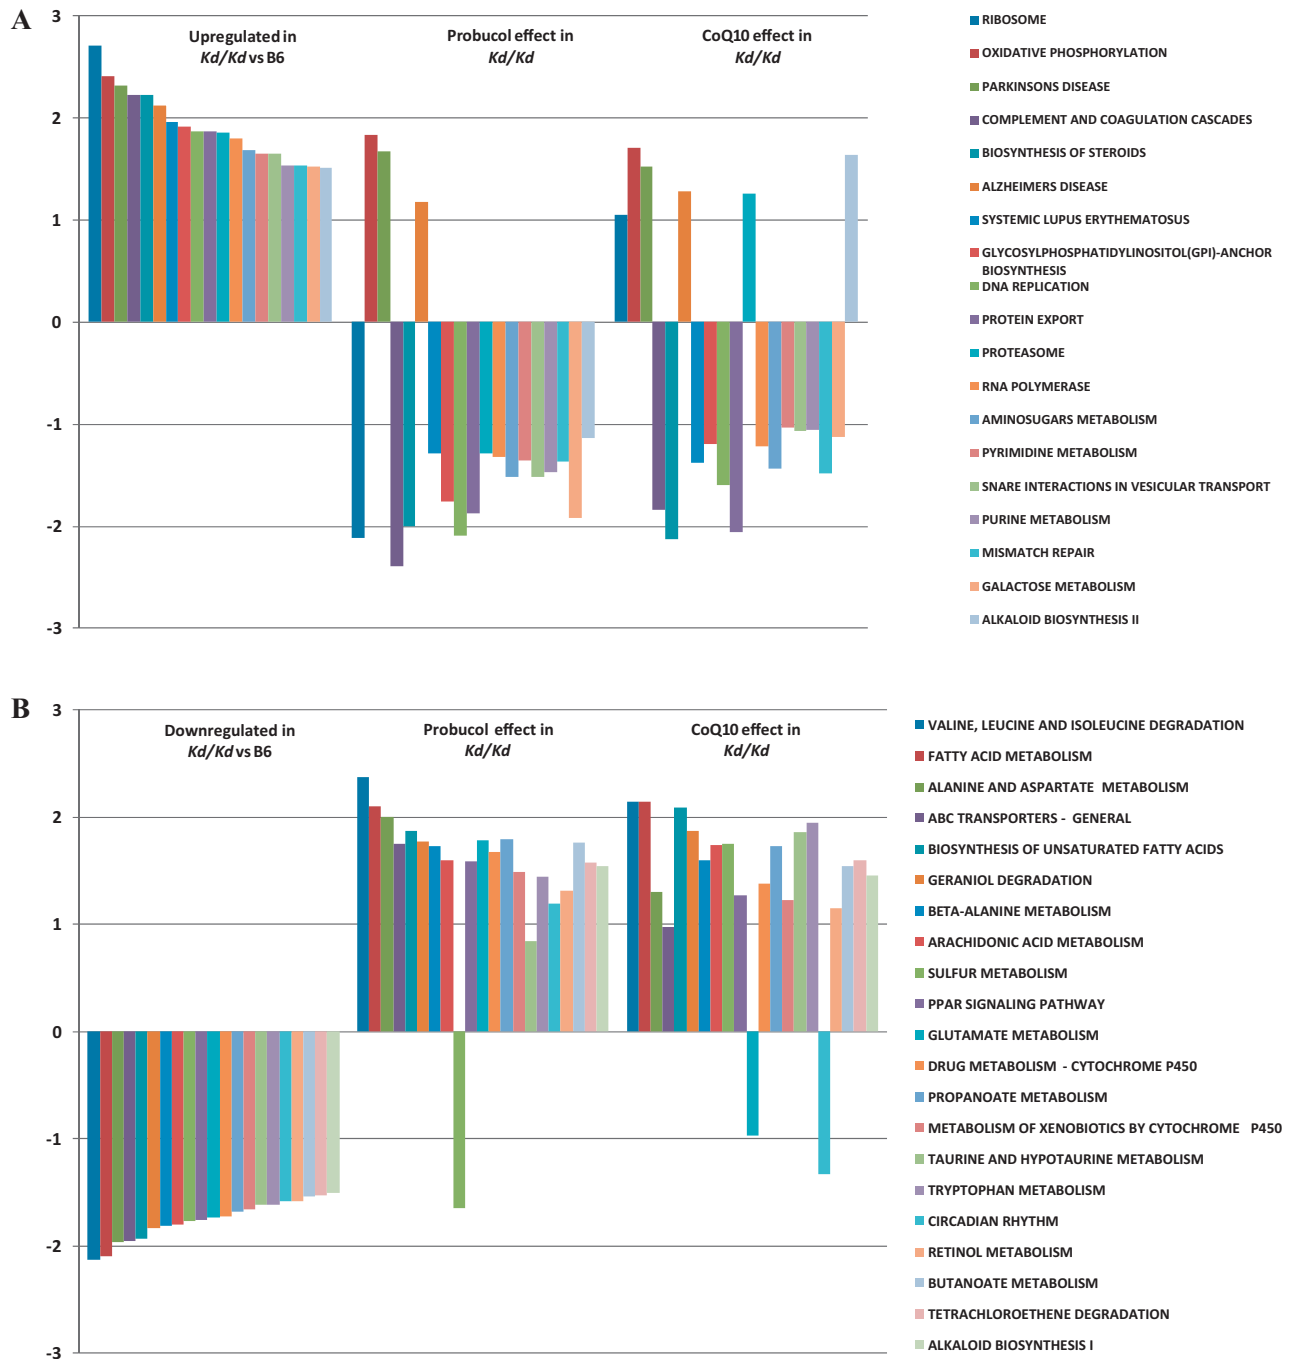 A
3
2
1
0
-1
-2
-3
Upregulated in
Kd/Kd vs B6
Probucol effect in
Kd/Kd
CoQ10 effect in
Kd/Kd
RIBOSOME
OXIDATIVE PHOSPHORYLATION
PARKINSONS DISEASE
COMPLEMENT AND COAGULATION CASCADES
BIOSYNTHESIS OF STEROIDS
ALZHEIMERS DISEASE
SYSTEMIC LUPUS ERYTHEMATOSUS
GLYCOSYLPHOSPHATIDYLINOSITOL(GPI)-ANCHOR
BIOSYNTHESIS
DNA REPLICATION
PROTEIN EXPORT
PROTEASOME
RNA POLYMERASE
AMINOSUGARS METABOLISM
PYRIMIDINE METABOLISM
SNARE INTERACTIONS IN VESICULAR TRANSPORT
PURINE METABOLISM
MISMATCH REPAIR
GALACTOSE METABOLISM
ALKALOID BIOSYNTHESIS II
B
3
2
1
0
-1
-2
-3
Downregulated in
Kd/Kd vs B6
Probucol effect in
Kd/Kd
CoQ10 effect in
Kd/Kd
VALINE, LEUCINE AND ISOLEUCINE DEGRADATION
FATTY ACID METABOLISM
ALANINE AND ASPARTATE METABOLISM
ABC TRANSPORTERS - GENERAL
BIOSYNTHESIS OF UNSATURATED FATTY ACIDS
GERANIOL DEGRADATION
BETA-ALANINE METABOLISM
ARACHIDONIC ACID METABOLISM
SULFUR METABOLISM
PPAR SIGNALING PATHWAY
GLUTAMATE METABOLISM
DRUG METABOLISM - CYTOCHROME P450
PROPANOATE METABOLISM
METABOLISM OF XENOBIOTICS BY CYTOCHROME P450
TAURINE AND HYPOTAURINE METABOLISM
TRYPTOPHAN METABOLISM
CIRCADIAN RHYTHM
RETINOL METABOLISM
BUTANOATE METABOLISM
TETRACHLOROETHENE DEGRADATION
ALKALOID BIOSYNTHESIS I